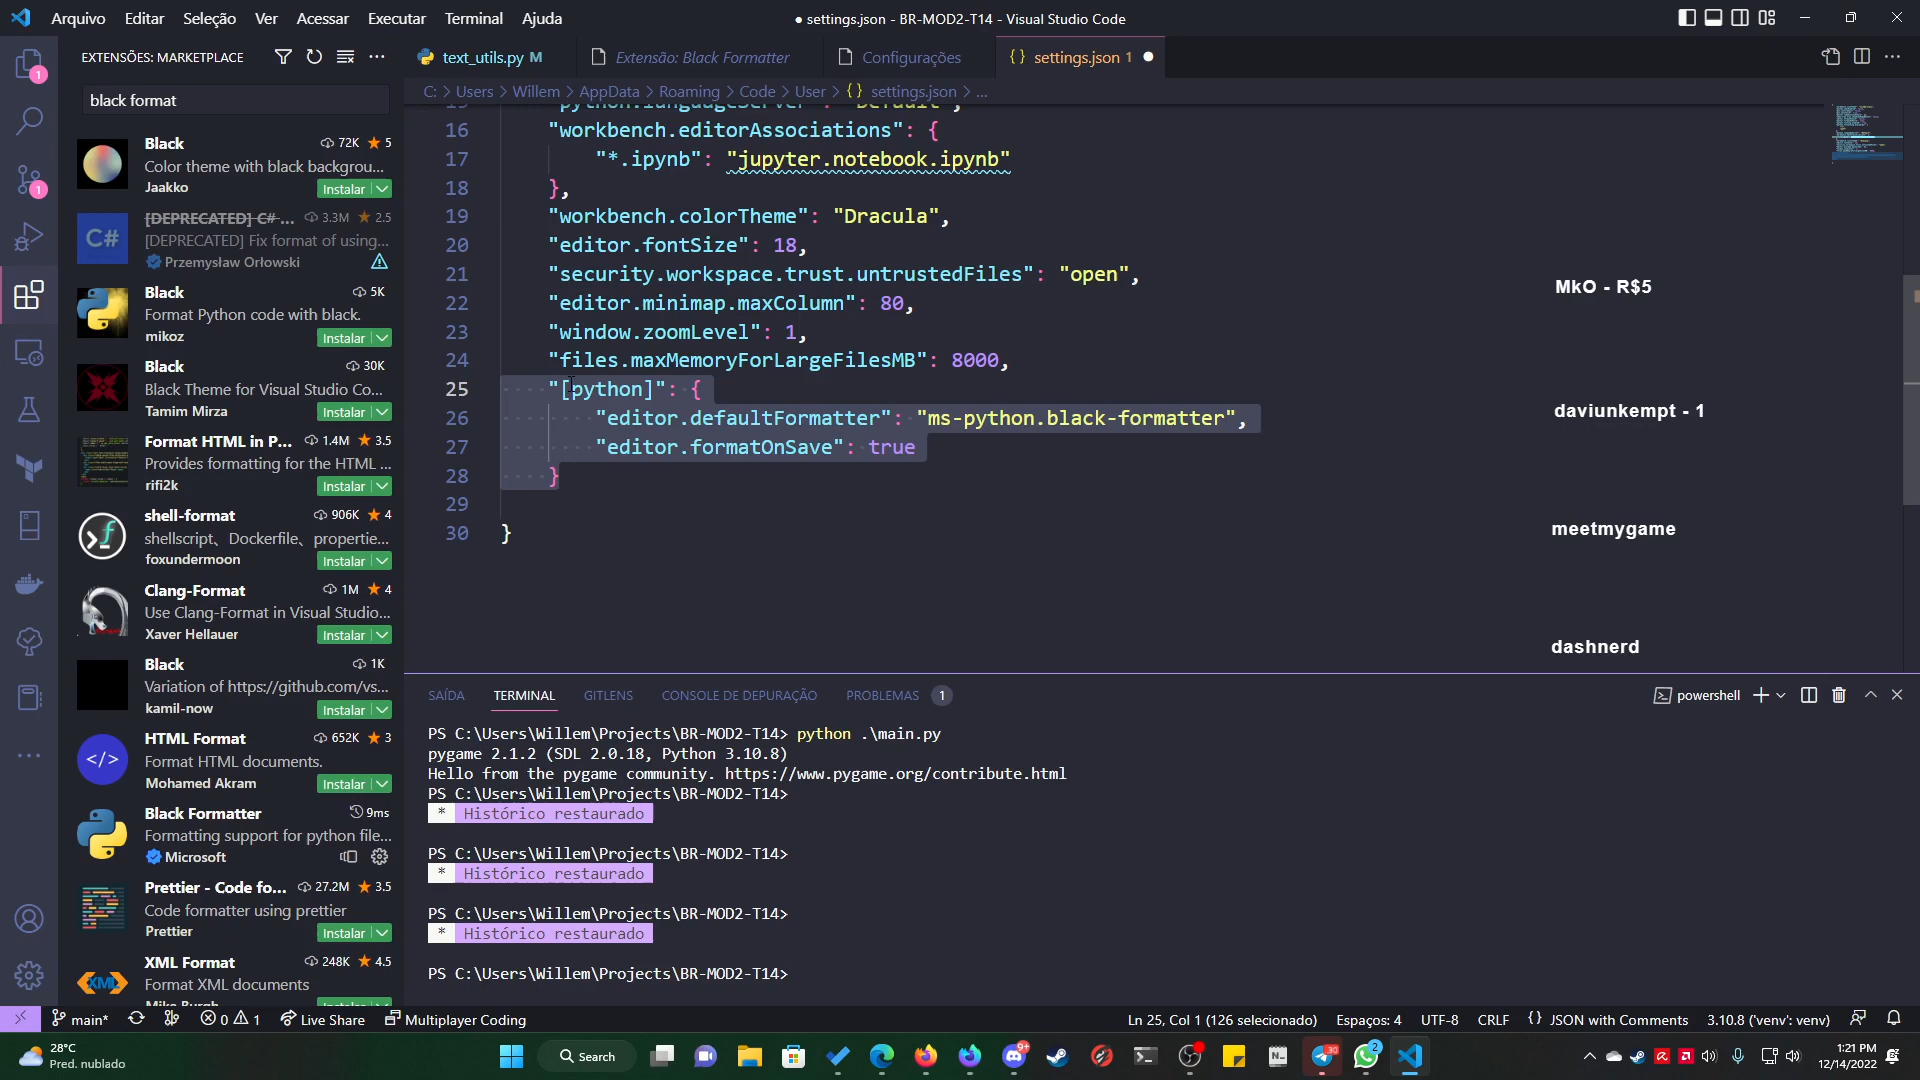 Arquivo Editar Seleção Ver Acessar Executar Terminal Ajuda
● settings.json - BR-MOD2-T14 - Visual Studio Code
EXTENSÕES: MARKETPLACE
black format
Black 72K ★ 5
Color theme with black backgrou...
Jaakko Instalar
[DEPRECATED] C# ... 3.3M ★ 2.5
[DEPRECATED] Fix format of using...
Przemysław Orłowski
Black 5K
Format Python code with black.
mikoz Instalar
Black 30K
Black Theme for Visual Studio Co...
Tamim Mirza Instalar
Format HTML in P... 1.4M ★ 3.5
Provides formatting for the HTML ...
rifi2k Instalar
shell-format 906K ★ 4
shellscript、Dockerfile、propertie...
foxundermoon Instalar
Clang-Format 1M ★ 4
Use Clang-Format in Visual Studio...
Xaver Hellauer Instalar
Black 1K
Variation of https://github.com/vs...
kamil-now Instalar
HTML Format 652K ★ 3
Format HTML documents.
Mohamed Akram Instalar
Black Formatter 9ms
Formatting support for python file...
Microsoft
Prettier - Code fo... 27.2M ★ 3.5
Code formatter using prettier
Prettier Instalar
XML Format 248K ★ 4.5
Format XML documents
Mike Burgh Instalar
text_utils.py M Extensão: Black Formatter Configurações {} settings.json 1 ●
C: > Users > Willem > AppData > Roaming > Code > User > {} settings.json > ...
15 "python.languageServer": "Default",
16 "workbench.editorAssociations": {
17 "*.ipynb": "jupyter.notebook.ipynb"
18 },
19 "workbench.colorTheme": "Dracula",
20 "editor.fontSize": 18,
21 "security.workspace.trust.untrustedFiles": "open",
22 "editor.minimap.maxColumn": 80,
23 "window.zoomLevel": 1,
24 "files.maxMemoryForLargeFilesMB": 8000,
25 "[python]": {
26 "editor.defaultFormatter": "ms-python.black-formatter",
27 "editor.formatOnSave": true
28 }
29
30 }
MkO - R$5
daviunkempt - 1
meetmygame
dashnerd
SAÍDA TERMINAL GITLENS CONSOLE DE DEPURAÇÃO PROBLEMAS 1 powershell
PS C:\Users\Willem\Projects\BR-MOD2-T14> python .\main.py
pygame 2.1.2 (SDL 2.0.18, Python 3.10.8)
Hello from the pygame community. https://www.pygame.org/contribute.html
PS C:\Users\Willem\Projects\BR-MOD2-T14>
* Histórico restaurado
PS C:\Users\Willem\Projects\BR-MOD2-T14>
* Histórico restaurado
PS C:\Users\Willem\Projects\BR-MOD2-T14>
* Histórico restaurado
PS C:\Users\Willem\Projects\BR-MOD2-T14>
main* 0 1 Live Share Multiplayer Coding Ln 25, Col 1 (126 selecionado) Espaços: 4 UTF-8 CRLF {} JSON with Comments 3.10.8 ('venv': venv)
28°C
Pred. nublado
Search
1:21 PM
12/14/2022